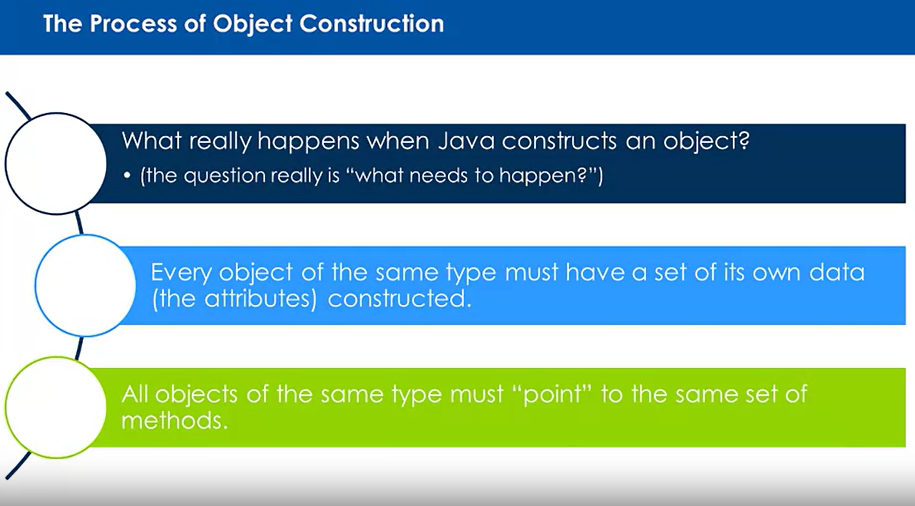 The Process of Object Construction
What really happens when Java constructs an object?
• (the question really is “what needs to happen?”)
Every object of the same type must have a set of its own data
(the attributes) constructed.
All objects of the same type must “point” to the same set of
methods.